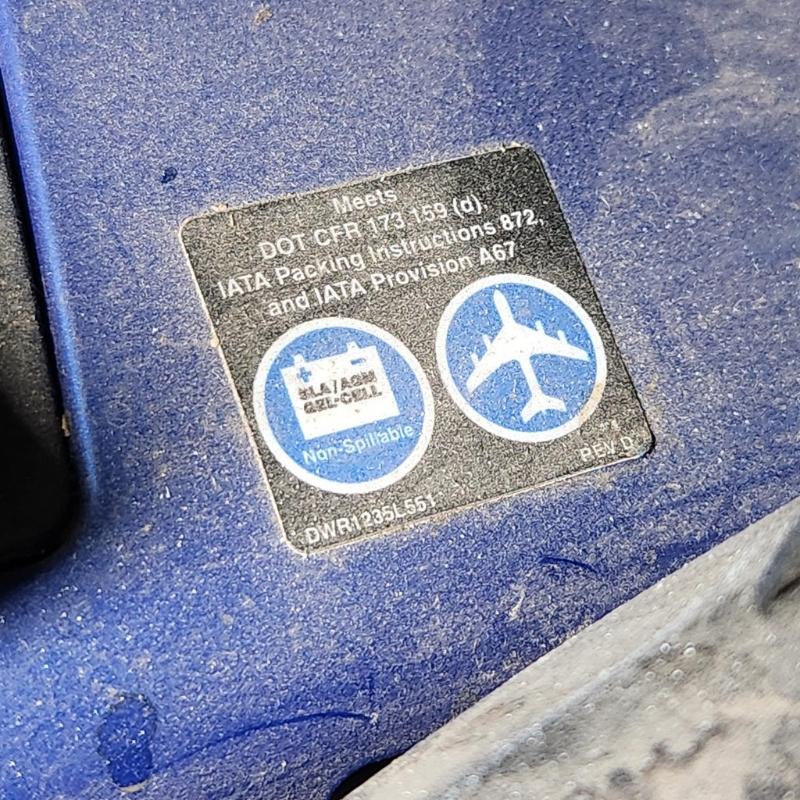 Meets
DOT CFR 173 159 (d),
IATA Packing Instructions 872,
and IATA Provision A67
SLA/AGM
GEL-CELL
Non-Spillable
DWR1235L551
REV D